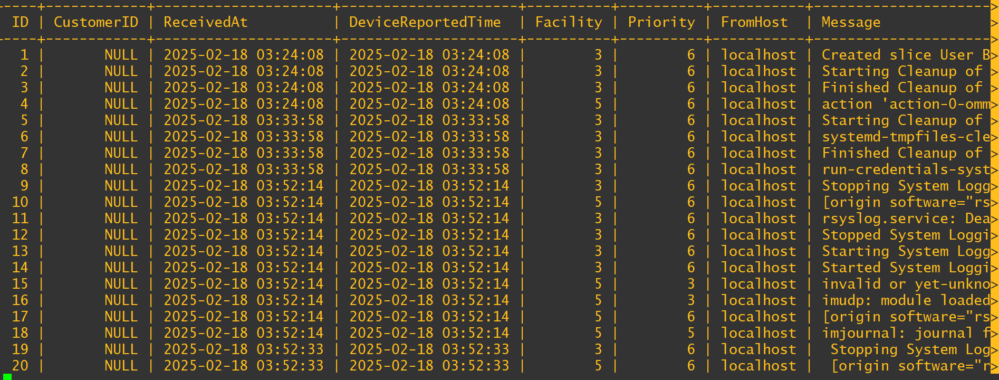 -----+------------+----------------------+---------------------+----------+----------+-----------+--------------------->
 ID | CustomerID | ReceivedAt          | DeviceReportedTime  | Facility | Priority | FromHost  | Message             >
-----+------------+----------------------+---------------------+----------+----------+-----------+--------------------->
  1 |       NULL | 2025-02-18 03:24:08 | 2025-02-18 03:24:08 |        3 |        6 | localhost | Created slice User B>
  2 |       NULL | 2025-02-18 03:24:08 | 2025-02-18 03:24:08 |        3 |        6 | localhost | Starting Cleanup of >
  3 |       NULL | 2025-02-18 03:24:08 | 2025-02-18 03:24:08 |        3 |        6 | localhost | Finished Cleanup of >
  4 |       NULL | 2025-02-18 03:24:08 | 2025-02-18 03:24:08 |        5 |        6 | localhost | action 'action-0-omm>
  5 |       NULL | 2025-02-18 03:33:58 | 2025-02-18 03:33:58 |        3 |        6 | localhost | Starting Cleanup of >
  6 |       NULL | 2025-02-18 03:33:58 | 2025-02-18 03:33:58 |        3 |        6 | localhost | systemd-tmpfiles-cle>
  7 |       NULL | 2025-02-18 03:33:58 | 2025-02-18 03:33:58 |        3 |        6 | localhost | Finished Cleanup of >
  8 |       NULL | 2025-02-18 03:33:58 | 2025-02-18 03:33:58 |        3 |        6 | localhost | run-credentials-syst>
  9 |       NULL | 2025-02-18 03:52:14 | 2025-02-18 03:52:14 |        3 |        6 | localhost | Stopping System Logg>
 10 |       NULL | 2025-02-18 03:52:14 | 2025-02-18 03:52:14 |        5 |        6 | localhost | [origin software="rs>
 11 |       NULL | 2025-02-18 03:52:14 | 2025-02-18 03:52:14 |        3 |        6 | localhost | rsyslog.service: Dea>
 12 |       NULL | 2025-02-18 03:52:14 | 2025-02-18 03:52:14 |        3 |        6 | localhost | Stopped System Loggi>
 13 |       NULL | 2025-02-18 03:52:14 | 2025-02-18 03:52:14 |        3 |        6 | localhost | Starting System Logg>
 14 |       NULL | 2025-02-18 03:52:14 | 2025-02-18 03:52:14 |        3 |        6 | localhost | Started System Loggi>
 15 |       NULL | 2025-02-18 03:52:14 | 2025-02-18 03:52:14 |        5 |        3 | localhost | invalid or yet-unkno>
 16 |       NULL | 2025-02-18 03:52:14 | 2025-02-18 03:52:14 |        5 |        3 | localhost | imudp: module loaded>
 17 |       NULL | 2025-02-18 03:52:14 | 2025-02-18 03:52:14 |        5 |        6 | localhost | [origin software="rs>
 18 |       NULL | 2025-02-18 03:52:14 | 2025-02-18 03:52:14 |        5 |        5 | localhost | imjournal: journal f>
 19 |       NULL | 2025-02-18 03:52:33 | 2025-02-18 03:52:33 |        3 |        6 | localhost |  Stopping System Log>
 20 |       NULL | 2025-02-18 03:52:33 | 2025-02-18 03:52:33 |        5 |        6 | localhost |  [origin software="r>